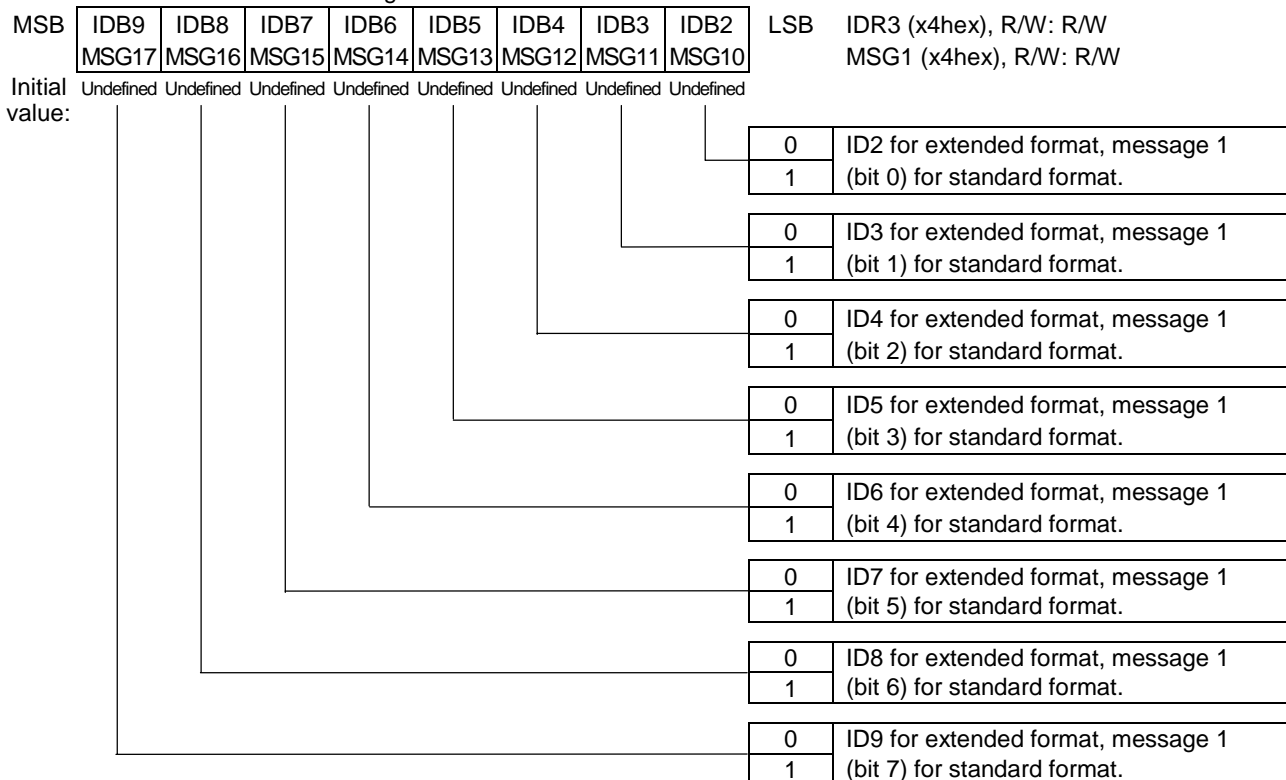 MSB IDB9 IDB8 IDB7 IDB6 IDB5 IDB4 IDB3 IDB2 LSB IDR3 (x4hex), R/W: R/W
MSG17 MSG16 MSG15 MSG14 MSG13 MSG12 MSG11 MSG10 MSG1 (x4hex), R/W: R/W
Initial Undefined Undefined Undefined Undefined Undefined Undefined Undefined Undefined
value:
0 ID2 for extended format, message 1
1 (bit 0) for standard format.
0 ID3 for extended format, message 1
1 (bit 1) for standard format.
0 ID4 for extended format, message 1
1 (bit 2) for standard format.
0 ID5 for extended format, message 1
1 (bit 3) for standard format.
0 ID6 for extended format, message 1
1 (bit 4) for standard format.
0 ID7 for extended format, message 1
1 (bit 5) for standard format.
0 ID8 for extended format, message 1
1 (bit 6) for standard format.
0 ID9 for extended format, message 1
1 (bit 7) for standard format.